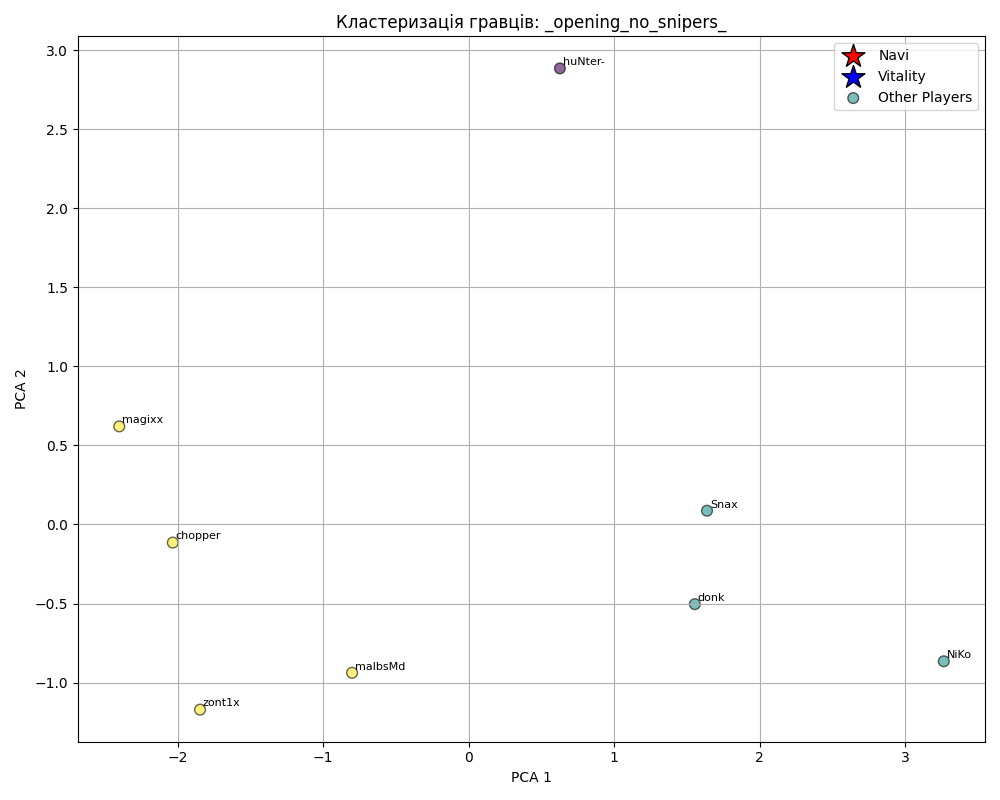 Кластеризація гравців: _opening_no_snipers_
3.0
2.5
2.0
1.5
1.0
0.5
0.0
−0.5
−1.0
PCA 2
huNter-
Navi
Vitality
Other Players
magixx
Snax
chopper
donk
NiKo
malbsMd
zont1x
−2
−1
0
1
2
3
PCA 1